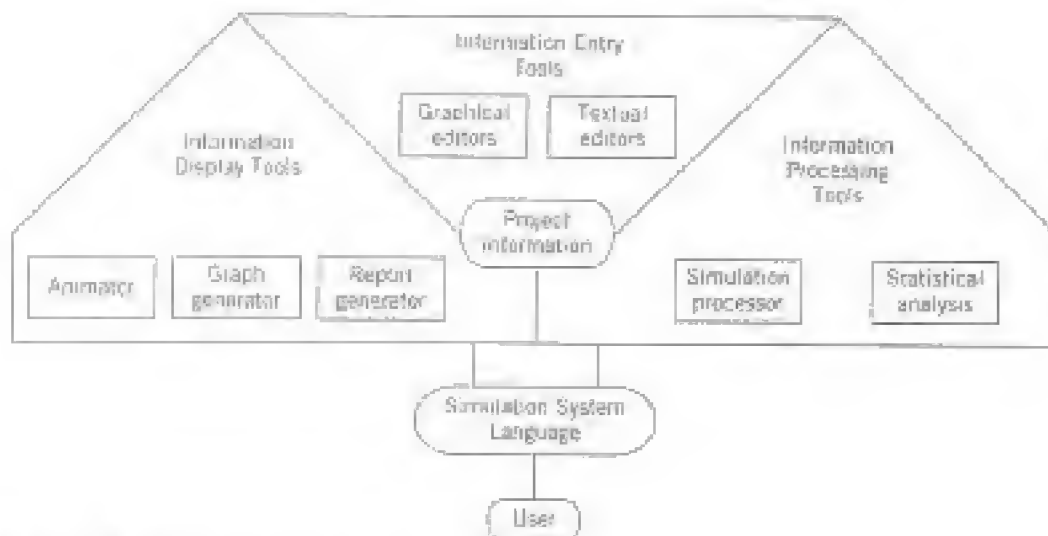 Information Entry
Tools
Graphical
editors
Textual
editors
Information
Display Tools
Information
Processing
Tools
Project
information
Animator
Graph
generator
Report
generator
Simulation
processor
Statistical
analysis
Simulation System
Language
User